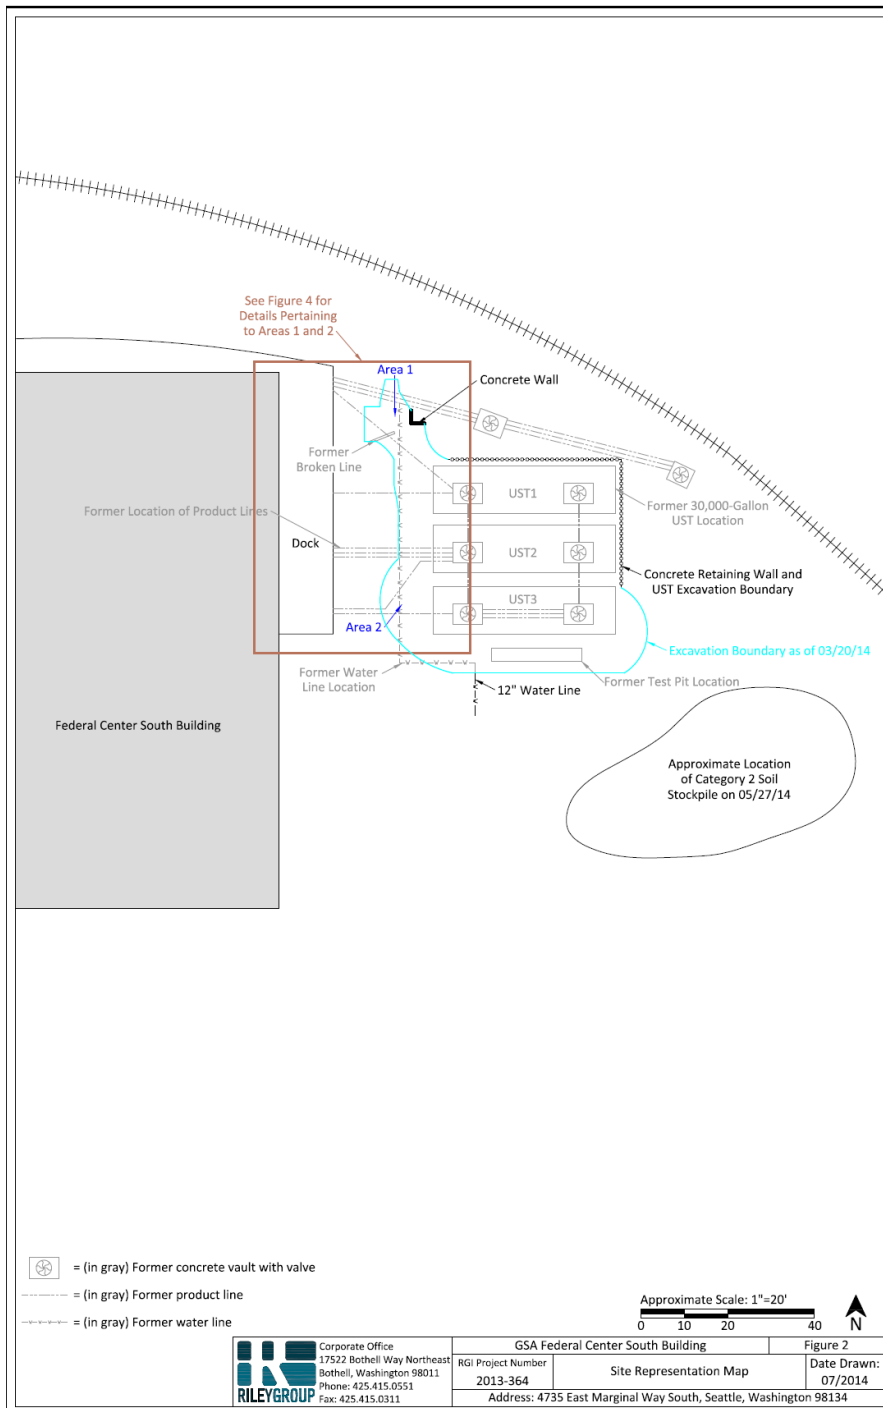 See Figure 4 for
Details Pertaining
to Areas 1 and 2
Area 1
Concrete Wall
Former
Broken Line
UST1
Former 30,000-Gallon
UST Location
Former Location of Product Lines
Dock
UST2
Concrete Retaining Wall and
UST Excavation Boundary
UST3
Area 2
Excavation Boundary as of 03/20/14
Former Water
Line Location
Former Test Pit Location
12" Water Line
Federal Center South Building
Approximate Location
of Category 2 Soil
Stockpile on 05/27/14
= (in gray) Former concrete vault with valve
= (in gray) Former product line
= (in gray) Former water line
Approximate Scale: 1"=20'
0 10 20 40
N
RILEYGROUP
Corporate Office
17522 Bothell Way Northeast
Bothell, Washington 98011
Phone: 425.415.0551
Fax: 425.415.0311
GSA Federal Center South Building
Figure 2
RGI Project Number
2013-364
Site Representation Map
Date Drawn:
07/2014
Address: 4735 East Marginal Way South, Seattle, Washington 98134